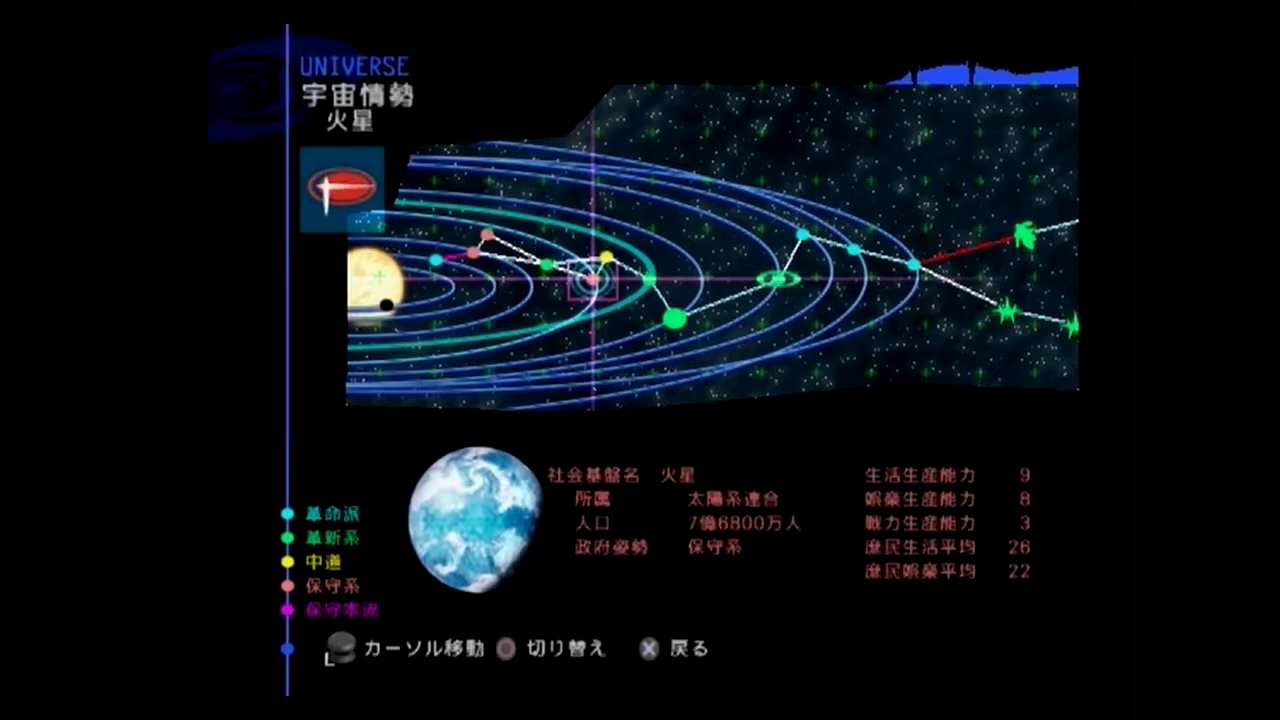 UNIVERSE
宇宙情勢
火星
社会基盤名 火星
所属 太陽系連合
人口 7億6800万人
政府姿勢 保守系
生活生産能力 9
娯楽生産能力 8
戦力生産能力 3
庶民生活平均 26
庶民娯楽平均 22
革命派
革新系
中道
保守系
保守本流
L カーソル移動 切り替え 戻る